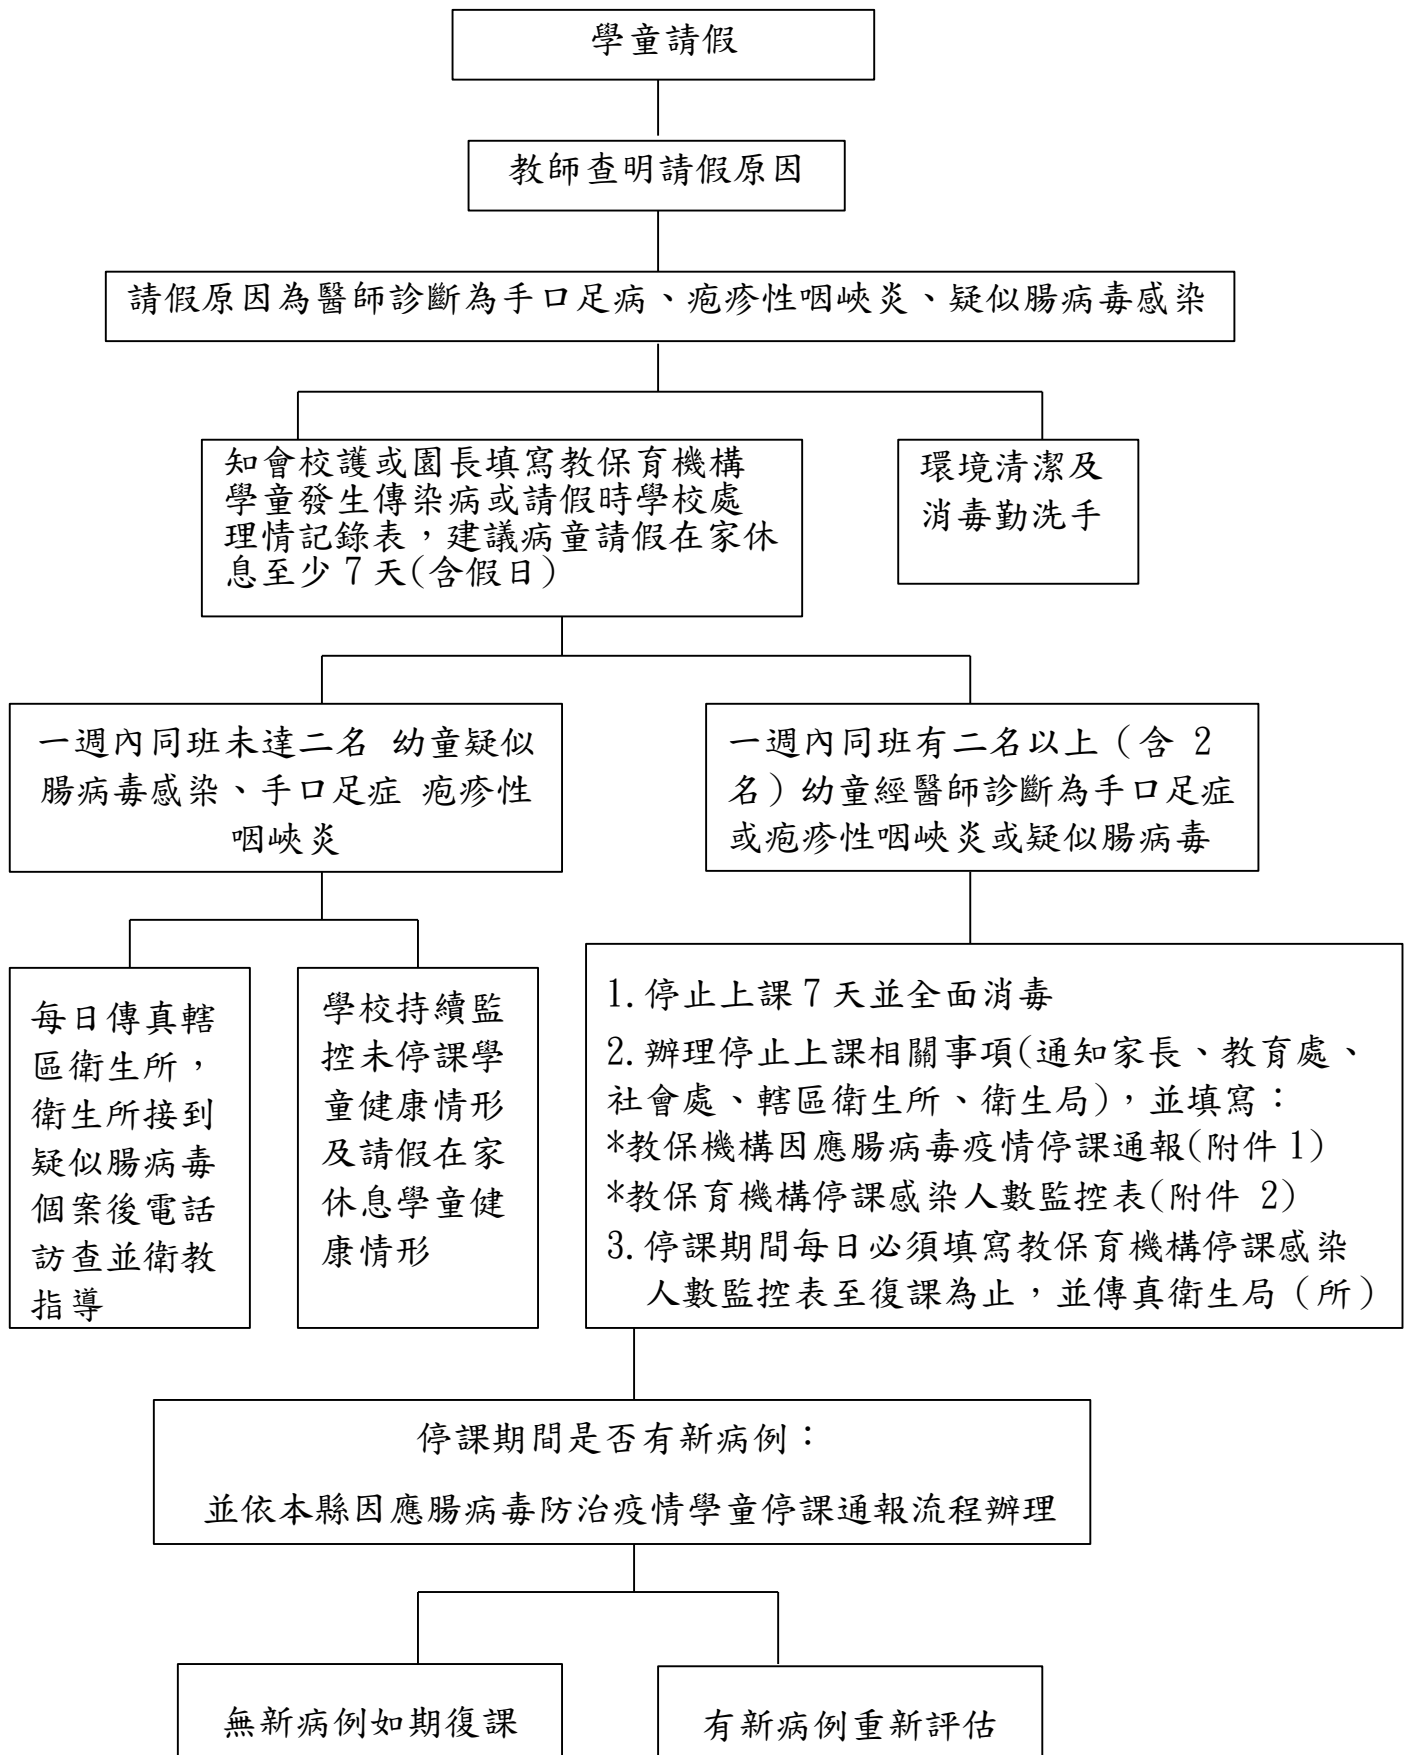 學童請假
教師查明請假原因
請假原因為醫師診斷為手口足病、疱疹性咽峽炎、疑似腸病毒感染
知會校護或園長填寫教保育機構
學童發生傳染病或請假時學校處
理情記錄表，建議病童請假在家休
息至少 7 天(含假日)
環境清潔及
消毒勤洗手
一週內同班未達二名 幼童疑似
腸病毒感染、手口足症 疱疹性
咽峽炎
一週內同班有二名以上（含 2
名）幼童經醫師診斷為手口足症
或疱疹性咽峽炎或疑似腸病毒
每日傳真轄
區衛生所，
衛生所接到
疑似腸病毒
個案後電話
訪查並衛教
指導
學校持續監
控未停課學
童健康情形
及請假在家
休息學童健
康情形
1.停止上課 7 天並全面消毒
2.辦理停止上課相關事項(通知家長、教育處、
社會處、轄區衛生所、衛生局)，並填寫：
*教保機構因應腸病毒疫情停課通報(附件 1)
*教保育機構停課感染人數監控表(附件 2)
3.停課期間每日必須填寫教保育機構停課感染
人數監控表至復課為止，並傳真衛生局（所）
停課期間是否有新病例：
並依本縣因應腸病毒防治疫情學童停課通報流程辦理
無新病例如期復課
有新病例重新評估